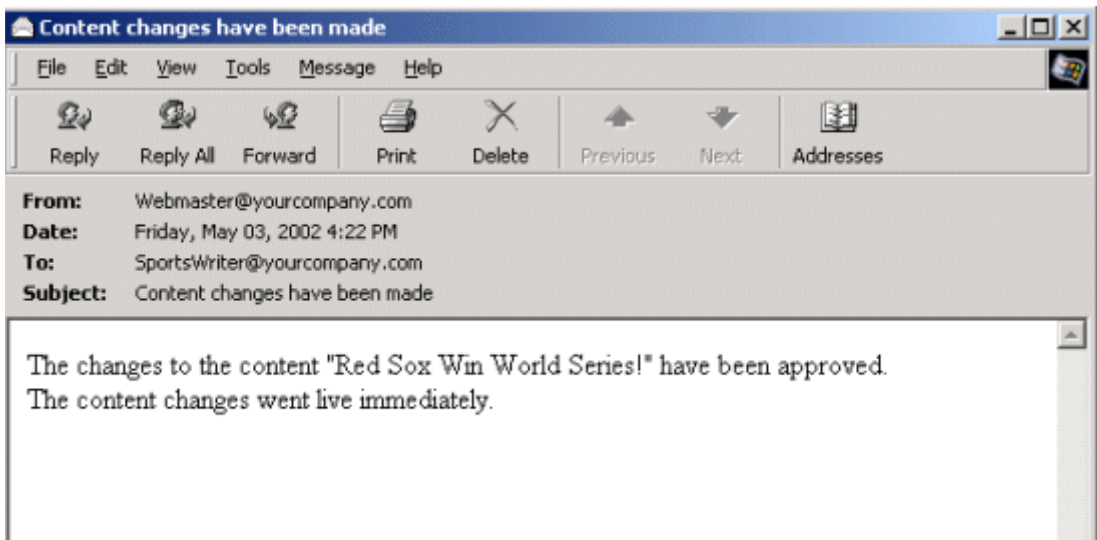 Content changes have been made
File Edit View Tools Message Help
Reply Reply All Forward Print Delete Previous Next Addresses
From: Webmaster@yourcompany.com
Date: Friday, May 03, 2002 4:22 PM
To: SportsWriter@yourcompany.com
Subject: Content changes have been made
The changes to the content "Red Sox Win World Series!" have been approved.
The content changes went live immediately.